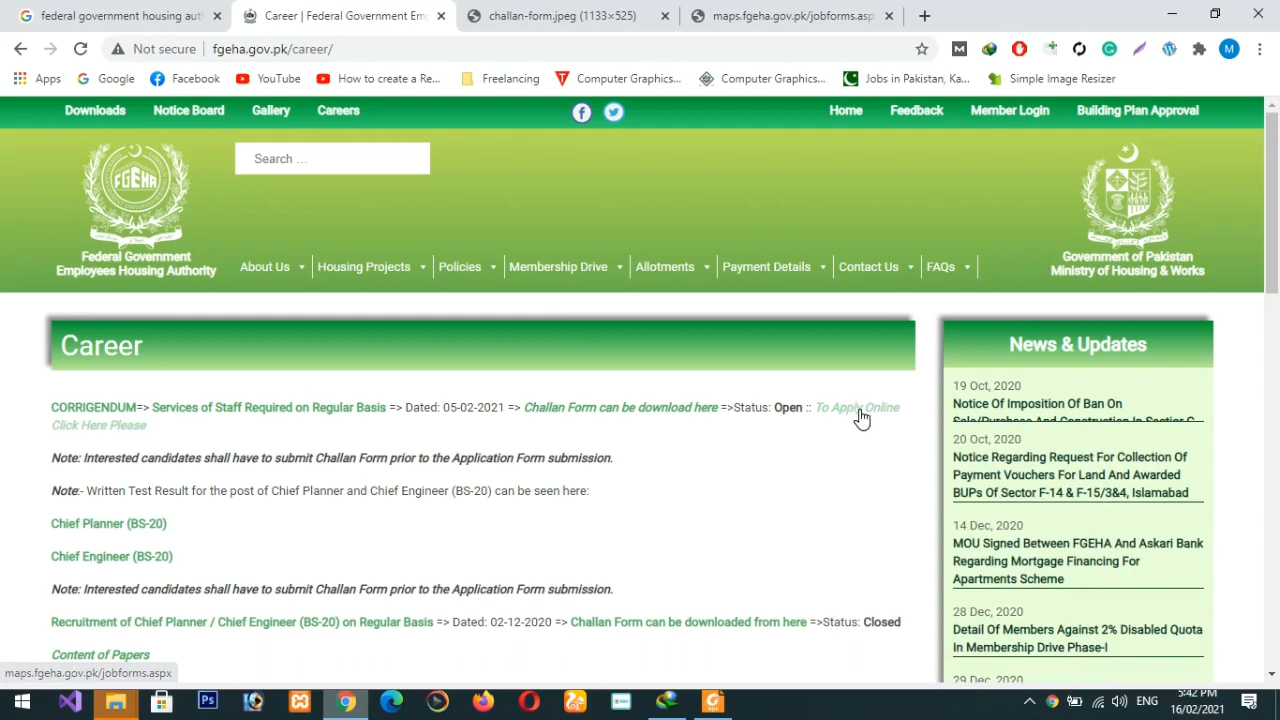 federal government housing auth
Career | Federal Government Emp
challan-form.jpeg (1133×525)
maps.fgeha.gov.pk/jobforms.aspx
Not secure
fgeha.gov.pk/career/
M
Apps
Google
Facebook
YouTube
How to create a Re...
Freelancing
Computer Graphics...
Computer Graphics...
Jobs in Pakistan, Ka...
Simple Image Resizer
Downloads
Notice Board
Gallery
Careers
Home
Feedback
Member Login
Building Plan Approval
Search ...
FGEHA
Federal Government
Employees Housing Authority
Government of Pakistan
Ministry of Housing & Works
About Us
Housing Projects
Policies
Membership Drive
Allotments
Payment Details
Contact Us
FAQs
Career
CORRIGENDUM=> Services of Staff Required on Regular Basis => Dated: 05-02-2021 => Challan Form can be download here =>Status: Open :: To Apply Online
Click Here Please
Note: Interested candidates shall have to submit Challan Form prior to the Application Form submission.
Note:- Written Test Result for the post of Chief Planner and Chief Engineer (BS-20) can be seen here:
Chief Planner (BS-20)
Chief Engineer (BS-20)
Note: Interested candidates shall have to submit Challan Form prior to the Application Form submission.
Recruitment of Chief Planner / Chief Engineer (BS-20) on Regular Basis => Dated: 02-12-2020 => Challan Form can be downloaded from here =>Status: Closed
Content of Papers
News & Updates
19 Oct, 2020
Notice Of Imposition Of Ban On
Sale/Purchase And Construction In Sector G
20 Oct, 2020
Notice Regarding Request For Collection Of
Payment Vouchers For Land And Awarded
BUPs Of Sector F-14 & F-15/3&4, Islamabad
14 Dec, 2020
MOU Signed Between FGEHA And Askari Bank
Regarding Mortgage Financing For
Apartments Scheme
28 Dec, 2020
Detail Of Members Against 2% Disabled Quota
In Membership Drive Phase-I
29 Dec, 2020
maps.fgeha.gov.pk/jobforms.aspx
ENG
5:42 PM
16/02/2021